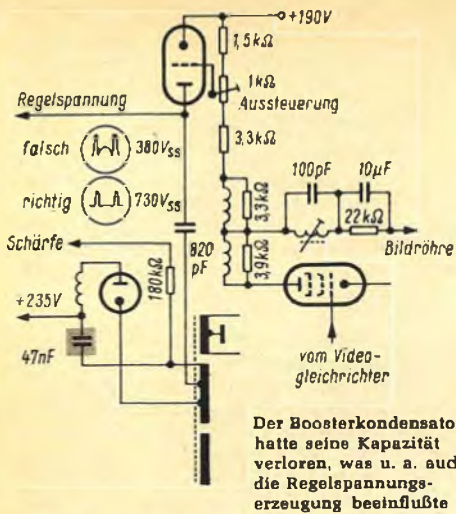 +190V
1,5kΩ
1kΩ
Aussteuerung
Regelspannung
falsch 380Vss
3,3kΩ
100pF 10µF
richtig 730Vss
3,3kΩ
22kΩ
Schärfe
820
pF
3,9kΩ
Bildröhre
180kΩ
+235V
47nF
vom Video-
gleichrichter
Der Boosterkondensato
hatte seine Kapazität
verloren, was u. a. auch
die Regelspannungs-
erzeugung beeinflußte